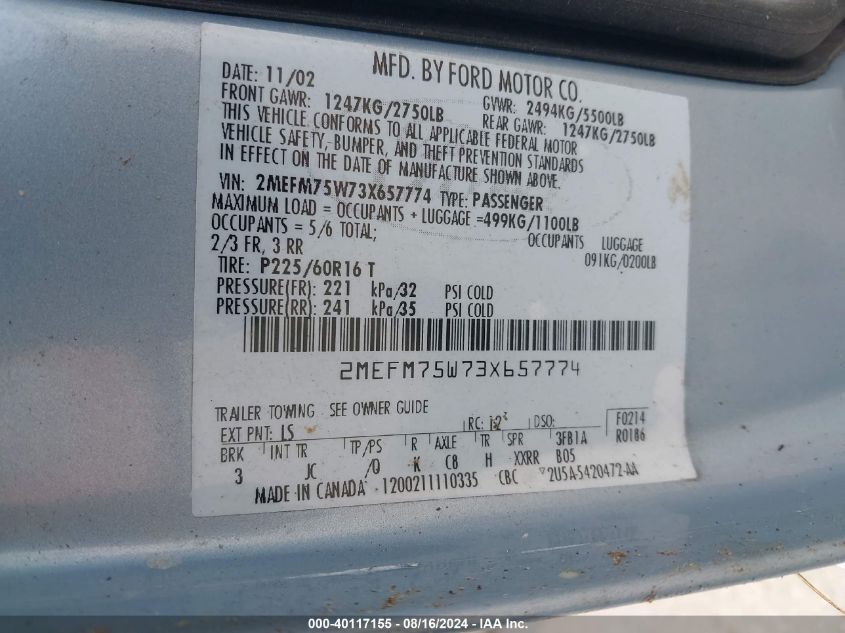 MFD. BY FORD MOTOR CO.
DATE: 11/02
GVWR: 2494KG/5500LB
FRONT GAWR: 1247KG/2750LB
REAR GAWR: 1247KG/2750LB
THIS VEHICLE CONFORMS TO ALL APPLICABLE FEDERAL MOTOR
VEHICLE SAFETY, BUMPER, AND THEFT PREVENTION STANDARDS
IN EFFECT ON THE DATE OF MANUFACTURE SHOWN ABOVE.
VIN: 2MEFM75W73X657774 TYPE: PASSENGER
MAXIMUM LOAD = OCCUPANTS + LUGGAGE =499KG/1100LB
OCCUPANTS = 5/6 TOTAL; OCCUPANTS LUGGAGE
2/3 FR, 3 RR 091KG/0200LB
TIRE: P225/60R16 T
PRESSURE(FR): 221 kPa/32 PSI COLD
PRESSURE(RR): 241 kPa/35 PSI COLD
2MEFM75W73X657774
TRAILER TOWING - SEE OWNER GUIDE
EXT PNT: LS RC: DSO: F0214
BRK INT TR TP/PS R AXLE TR SPR 3FB1A R0186
3 JC /0 K C8 H XXRR B05
MADE IN CANADA 1200211110335 CBC 2U5A-5420472-AA
000-40117155 - 08/16/2024 - IAA Inc.